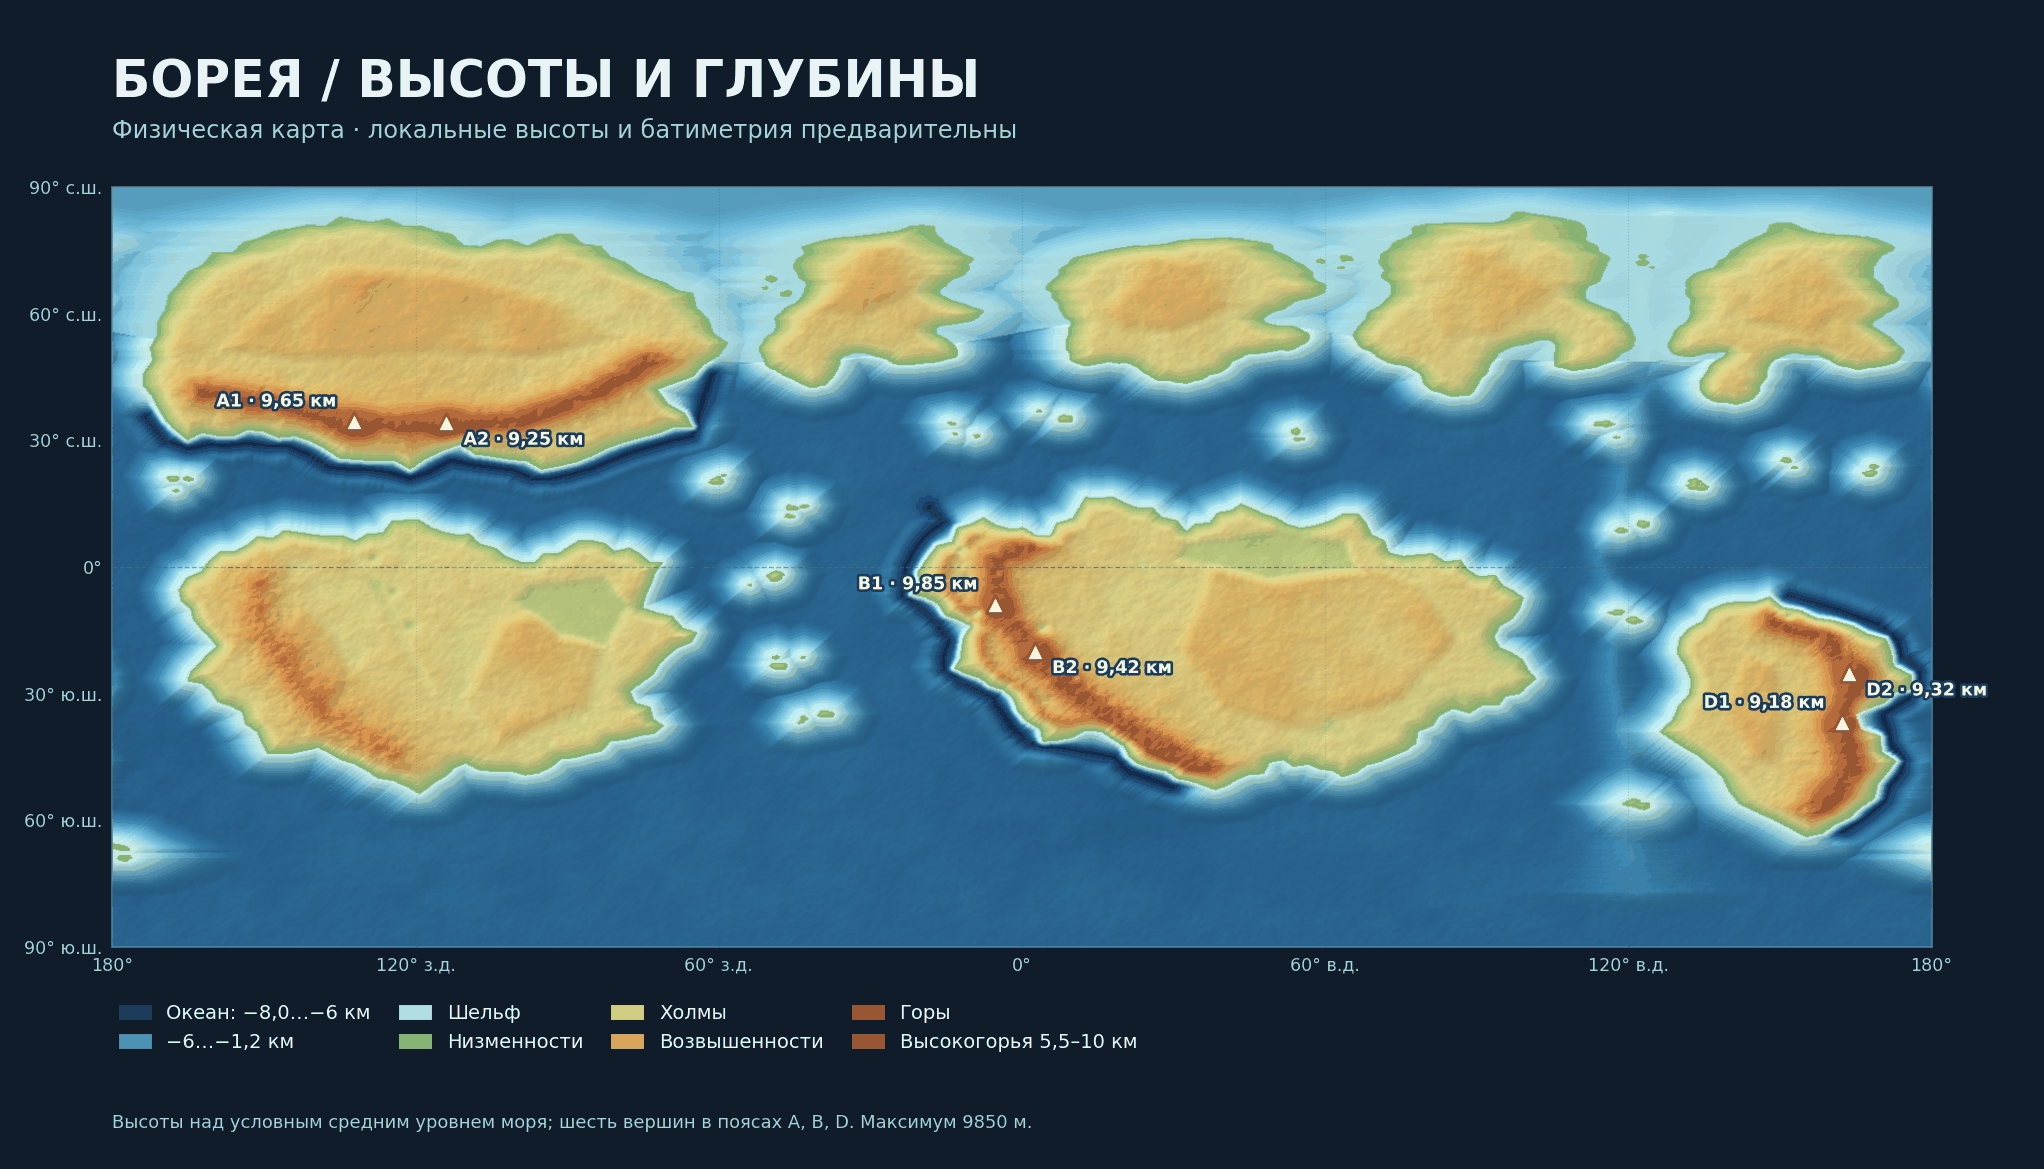 БОРЕЯ / ВЫСОТЫ И ГЛУБИНЫ
Физическая карта · локальные высоты и батиметрия предварительны
90° с.ш.
60° с.ш.
30° с.ш.
0°
30° ю.ш.
60° ю.ш.
90° ю.ш.
A1 · 9,65 км
A2 · 9,25 км
B1 · 9,85 км
B2 · 9,42 км
D2 · 9,32 км
D1 · 9,18 км
180°
120° з.д.
60° з.д.
0°
60° в.д.
120° в.д.
180°
Океан: −8,0…−6 км
−6…−1,2 км
Шельф
Низменности
Холмы
Возвышенности
Горы
Высокогорья 5,5–10 км
Высоты над условным средним уровнем моря; шесть вершин в поясах A, B, D. Максимум 9850 м.